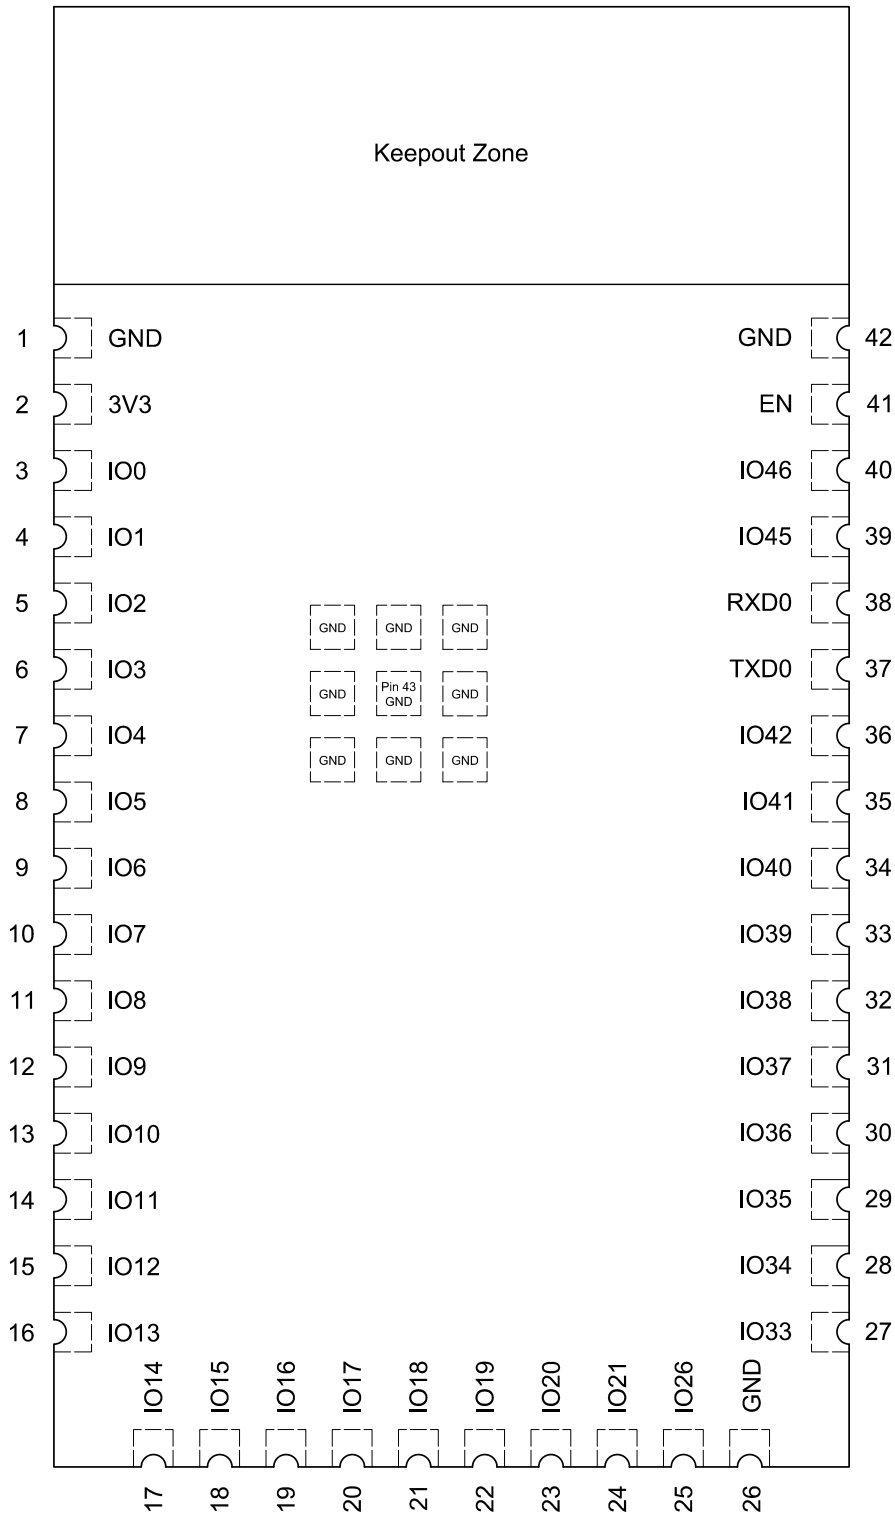 Keepout Zone
1 GND GND 42
2 3V3 EN 41
3 IO0 IO46 40
4 IO1 IO45 39
5 IO2 RXD0 38
GND GND GND
6 IO3 TXD0 37
GND Pin 43 GND
GND
7 IO4 IO42 36
GND GND GND
8 IO5 IO41 35
9 IO6 IO40 34
10 IO7 IO39 33
11 IO8 IO38 32
12 IO9 IO37 31
13 IO10 IO36 30
14 IO11 IO35 29
15 IO12 IO34 28
16 IO13 IO33 27
IO14 IO15 IO16 IO17 IO18 IO19 IO20 IO21 IO26 GND
17 18 19 20 21 22 23 24 25 26